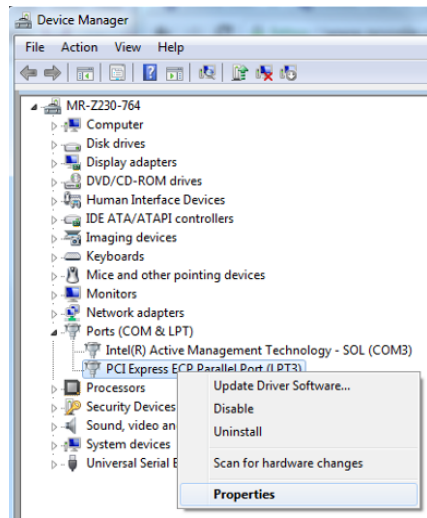 Device Manager
File Action View Help
MR-Z230-764
Computer
Disk drives
Display adapters
DVD/CD-ROM drives
Human Interface Devices
IDE ATA/ATAPI controllers
Imaging devices
Keyboards
Mice and other pointing devices
Monitors
Network adapters
Ports (COM & LPT)
Intel(R) Active Management Technology - SOL (COM3)
PCI Express ECP Parallel Port (LPT3)
Processors
Security Devices
Sound, video an
System devices
Universal Serial
Update Driver Software...
Disable
Uninstall
Scan for hardware changes
Properties